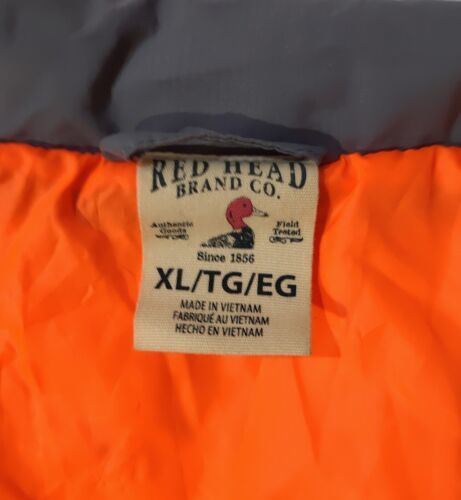 RED HEAD
BRAND CO.
Authentic Field
Goods Tested
Since 1856
XL/TG/EG
MADE IN VIETNAM
FABRIQUÉ AU VIETNAM
HECHO EN VIETNAM